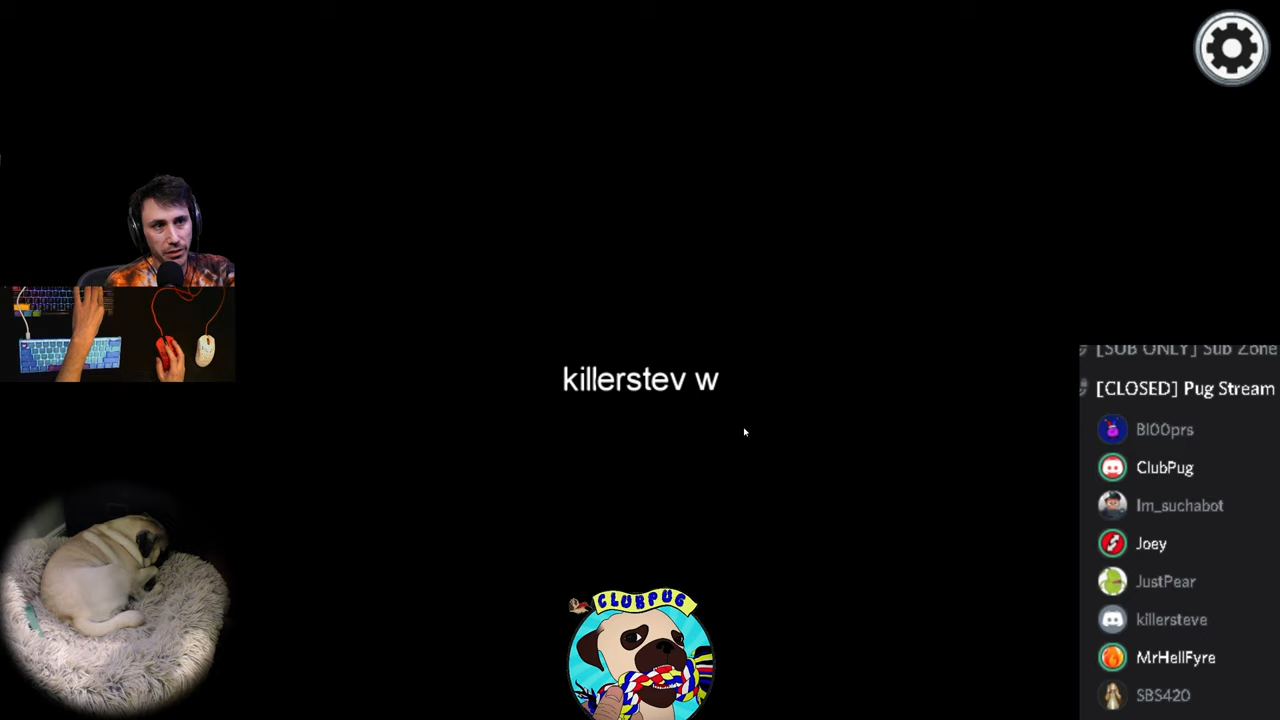 killerstev w
CLUBPUG
[SUB ONLY] Sub Zone
[CLOSED] Pug Stream
Bl00prs
ClubPug
Im_suchabot
Joey
JustPear
killersteve
MrHellFyre
SBS420